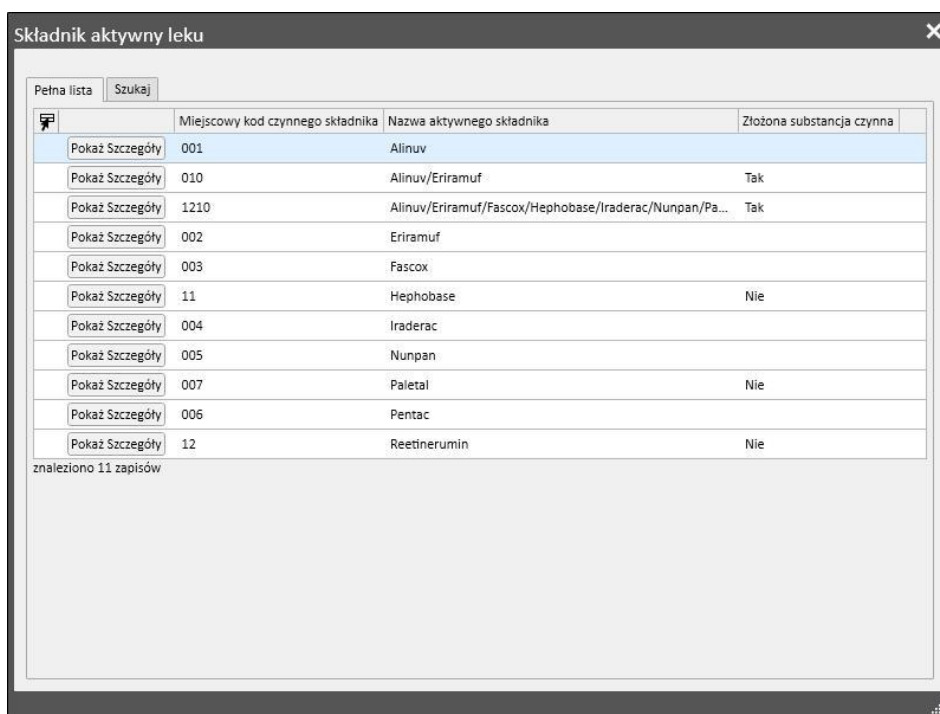 Składnik aktywny leku
Pełna lista Szukaj
Miejscowy kod czynnego składnika Nazwa aktywnego składnika Złożona substancja czynna
Pokaż Szczegóły 001 Alinuv
Pokaż Szczegóły 010 Alinuv/Eriramuf Tak
Pokaż Szczegóły 1210 Alinuv/Eriramuf/Fascox/Hephobase/Iraderac/Nunpan/Pa... Tak
Pokaż Szczegóły 002 Eriramuf
Pokaż Szczegóły 003 Fascox
Pokaż Szczegóły 11 Hephobase Nie
Pokaż Szczegóły 004 Iraderac
Pokaż Szczegóły 005 Nunpan
Pokaż Szczegóły 007 Paletal Nie
Pokaż Szczegóły 006 Pentac
Pokaż Szczegóły 12 Reetinerumin Nie
znaleziono 11 zapisów